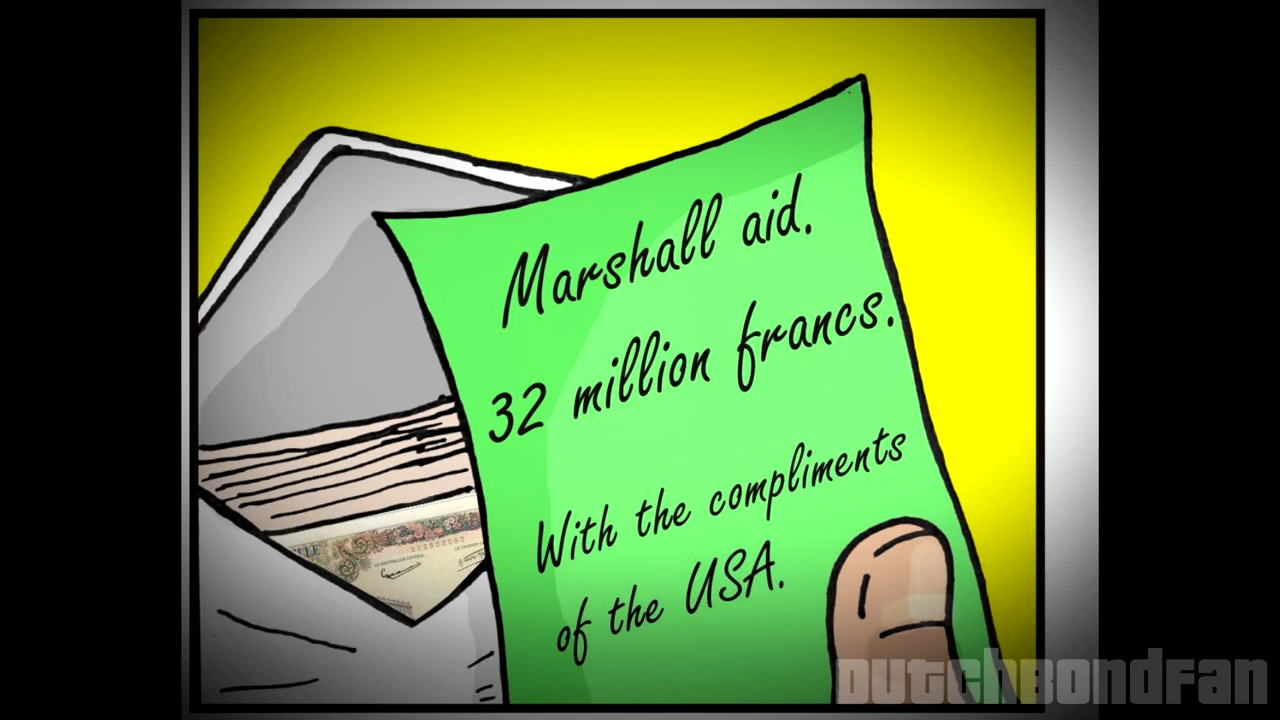 Marshall aid.
32 million francs.
With the compliments
of the USA.
DUTCHBONDFAN